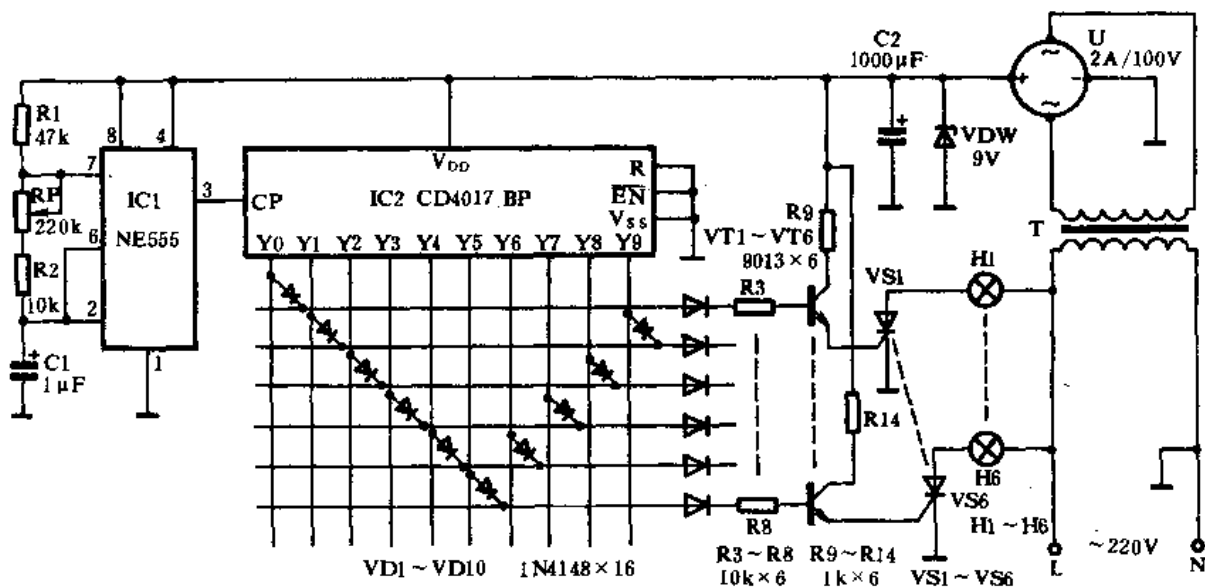 C2
1000μF
U
2A/100V
R1
47k
8
4
7
VDD
R
EN
VSS
VDW
9V
RP
220k
IC1
NE555
3
CP
IC2 CD4017 BP
R9
VT1~VT6
9013×6
T
6
Y0 Y1 Y2 Y3 Y4 Y5 Y6 Y7 Y8 Y9
R2
10k
2
R3
VS1
H1
C1
1μF
1
R14
R8
VS6
H6
H1~H6
VD1~VD10 1N4148×16
R3~R8
10k×6
R9~R14
1k×6
VS1~VS6
L
~220V
N